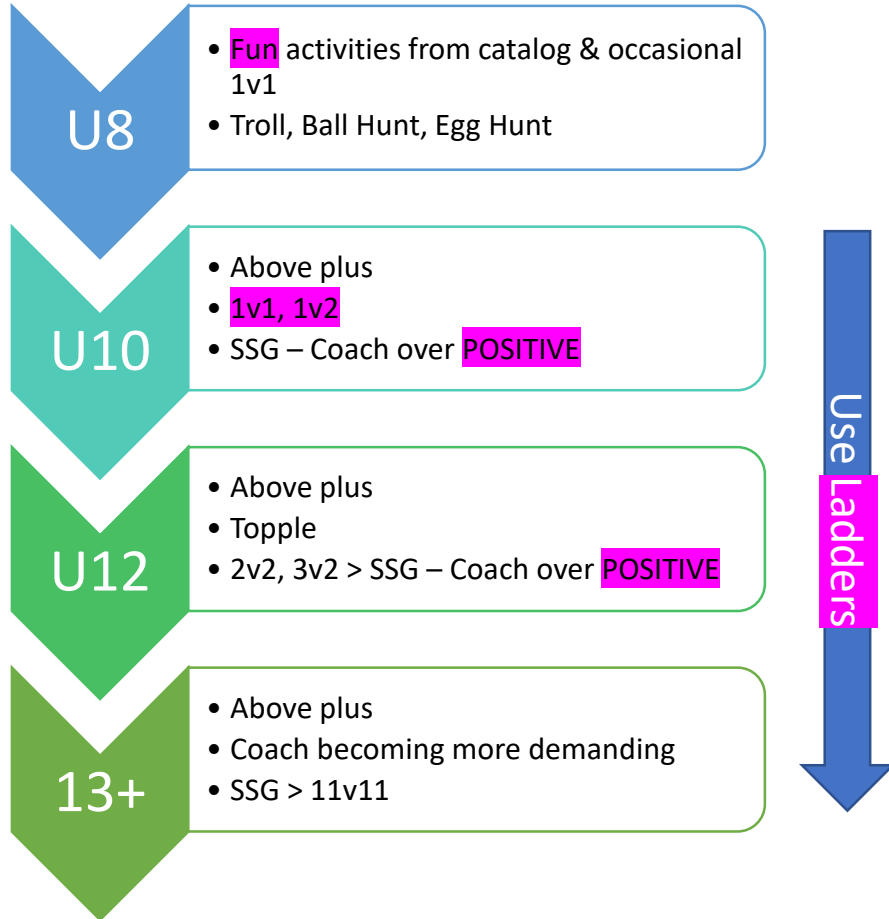 U8
• Fun activities from catalog & occasional
1v1
• Troll, Ball Hunt, Egg Hunt
U10
• Above plus
• 1v1, 1v2
• SSG – Coach over POSITIVE
U12
• Above plus
• Topple
• 2v2, 3v2 > SSG – Coach over POSITIVE
13+
• Above plus
• Coach becoming more demanding
• SSG > 11v11
Use Ladders